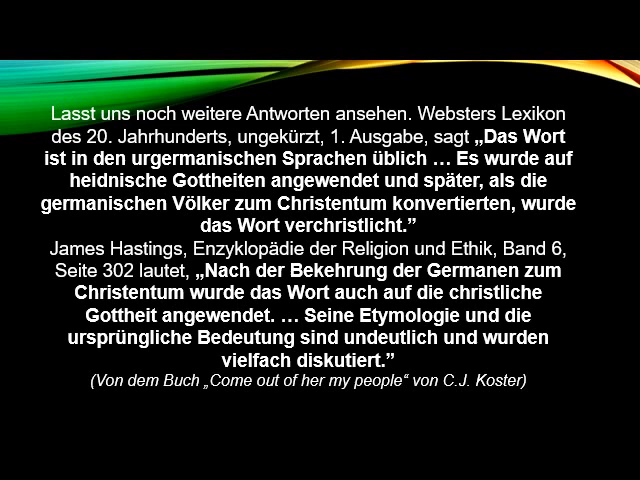 Lasst uns noch weitere Antworten ansehen. Websters Lexikon
des 20. Jahrhunderts, ungekürzt, 1. Ausgabe, sagt „Das Wort
ist in den urgermanischen Sprachen üblich … Es wurde auf
heidnische Gottheiten angewendet und später, als die
germanischen Völker zum Christentum konvertierten, wurde
das Wort verchristlicht.”
James Hastings, Enzyklopädie der Religion und Ethik, Band 6,
Seite 302 lautet, „Nach der Bekehrung der Germanen zum
Christentum wurde das Wort auch auf die christliche
Gottheit angewendet. … Seine Etymologie und die
ursprüngliche Bedeutung sind undeutlich und wurden
vielfach diskutiert.”
(Von dem Buch „Come out of her my people“ von C.J. Koster)